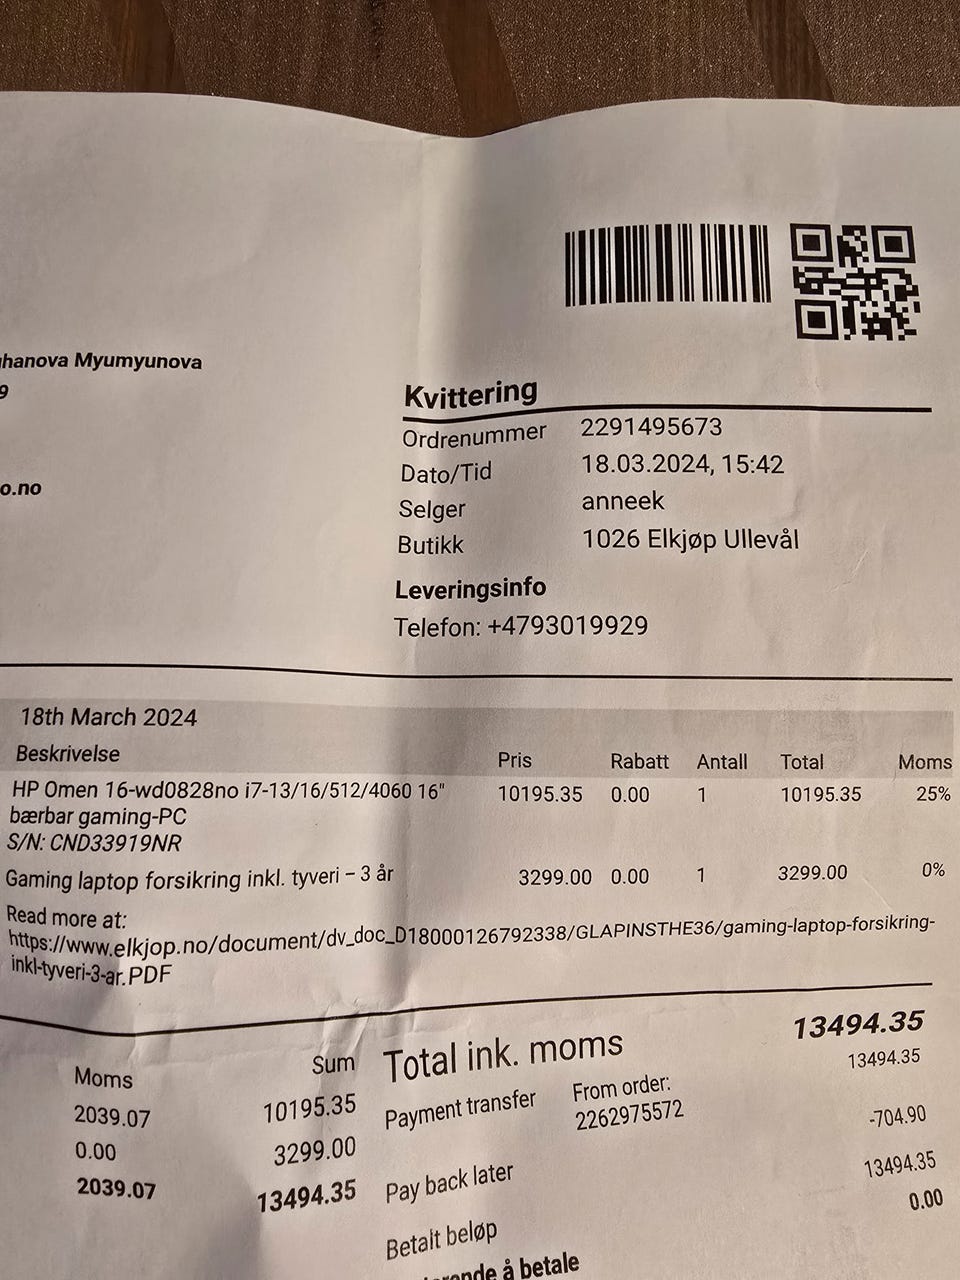 Myumyunova
9
o.no
Kvittering
Ordrenummer 2291495673
Dato/Tid 18.03.2024, 15:42
Selger anneek
Butikk 1026 Elkjøp Ullevål
Leveringsinfo
Telefon: +4793019929
18th March 2024
Beskrivelse Pris Rabatt Antall Total Moms
HP Omen 16-wd0828no i7-13/16/512/4060 16" 10195.35 0.00 1 10195.35 25%
bærbar gaming-PC
S/N: CND33919NR
Gaming laptop forsikring inkl. tyveri – 3 år 3299.00 0.00 1 3299.00 0%
Read more at:
https://www.elkjop.no/document/dv_doc_D18000126792338/GLAPINSTHE36/gaming-laptop-forsikring-
inkl-tyveri-3-ar.PDF
Moms Sum
2039.07 10195.35
0.00 3299.00
2039.07 13494.35
Total ink. moms 13494.35
Payment transfer From order: 13494.35
2262975572
Pay back later -704.90
Betalt beløp 13494.35
å betale 0.00